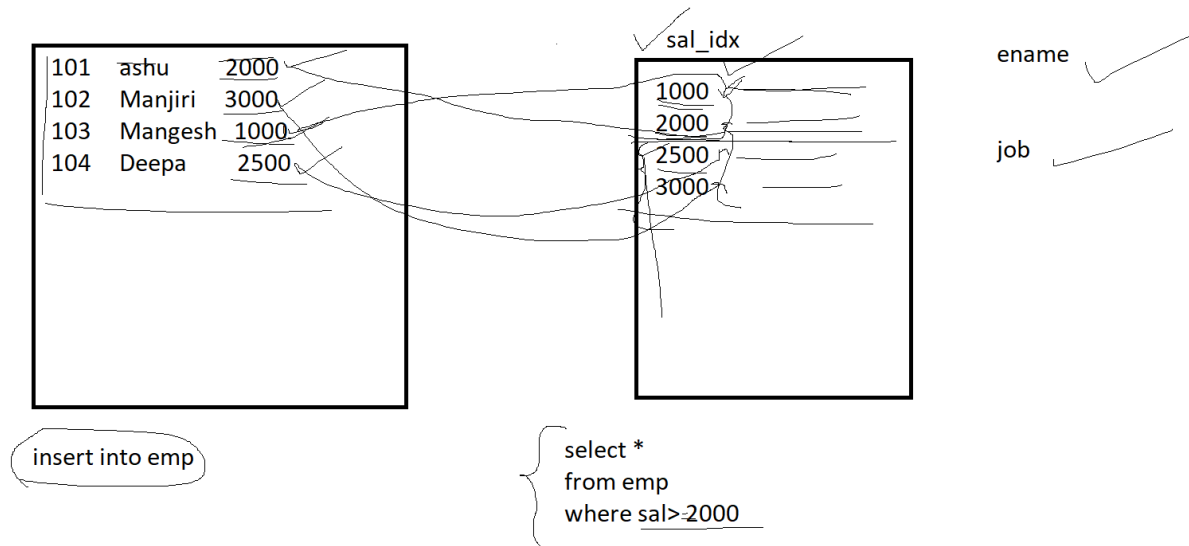 101 ashu 2000
102 Manjiri 3000
103 Mangesh 1000
104 Deepa 2500
sal_idx
1000
2000
2500
3000
ename
job
insert into emp
select *
from emp
where sal> 2000